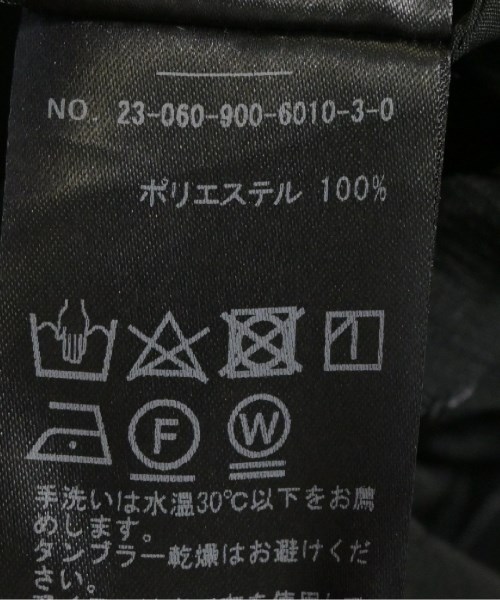 NO. 23-060-900-6010-3-0
ポリエステル 100%
F
W
手洗いは水温30℃以下をお薦
めします。
タンブラー乾燥はお避けくだ
さい。